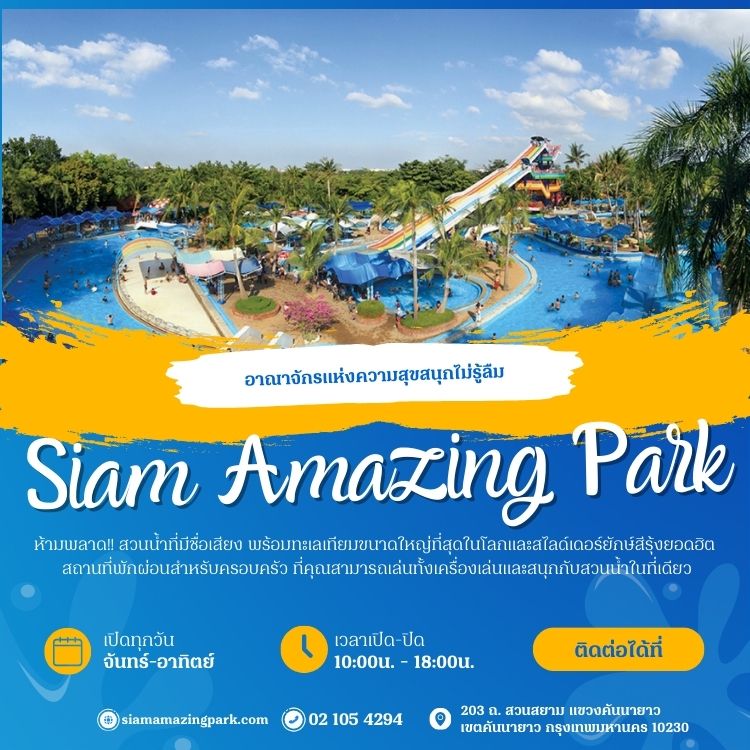 อาณาจักรแห่งความสุขสนุกไม่รู้ลืม
Siam Amazing Park
ห้ามพลาด!! สวนน้ำที่มีชื่อเสียง พร้อมทะเลเทียมขนาดใหญ่ที่สุดในโลกและสไลด์เดอร์ยักษ์สีรุ้งยอดฮิต
สถานที่พักผ่อนสำหรับครอบครัว ที่คุณสามารถเล่นทั้งเครื่องเล่นและสนุกกับสวนน้ำในที่เดียว
เปิดทุกวัน
จันทร์-อาทิตย์
เวลาเปิด-ปิด
10:00น. - 18:00น.
ติดต่อได้ที่
siamamazingpark.com
02 105 4294
203 ถ. สวนสยาม แขวงคันนายาว
เขตคันนายาว กรุงเทพมหานคร 10230